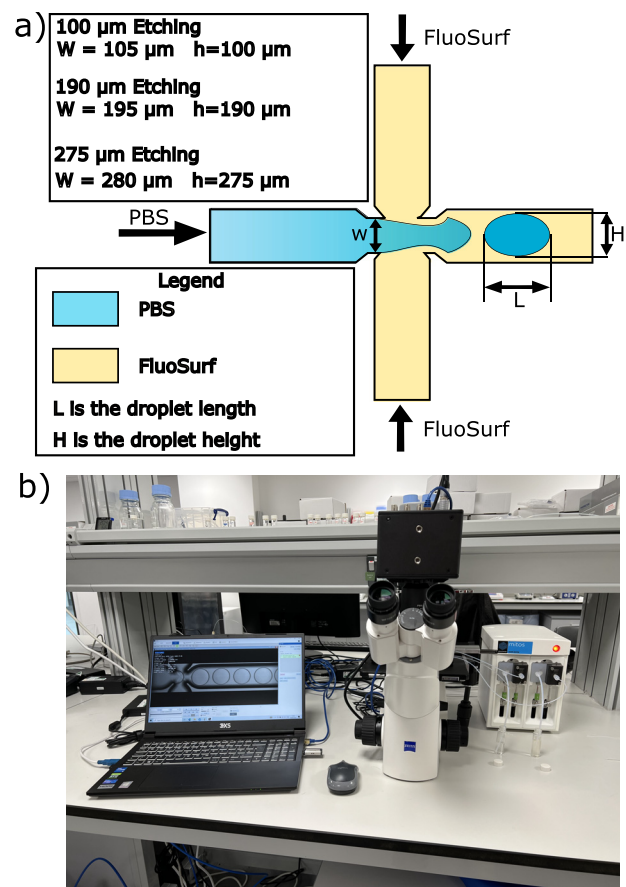 a)
100 µm Etching
W = 105 µm h=100 µm
190 µm Etching
W = 195 µm h=190 µm
275 µm Etching
W = 280 µm h=275 µm
FluoSurf
PBS
w
H
L
Legend
PBS
FluoSurf
L is the droplet length
H is the droplet height
FluoSurf
b)
ZEISS